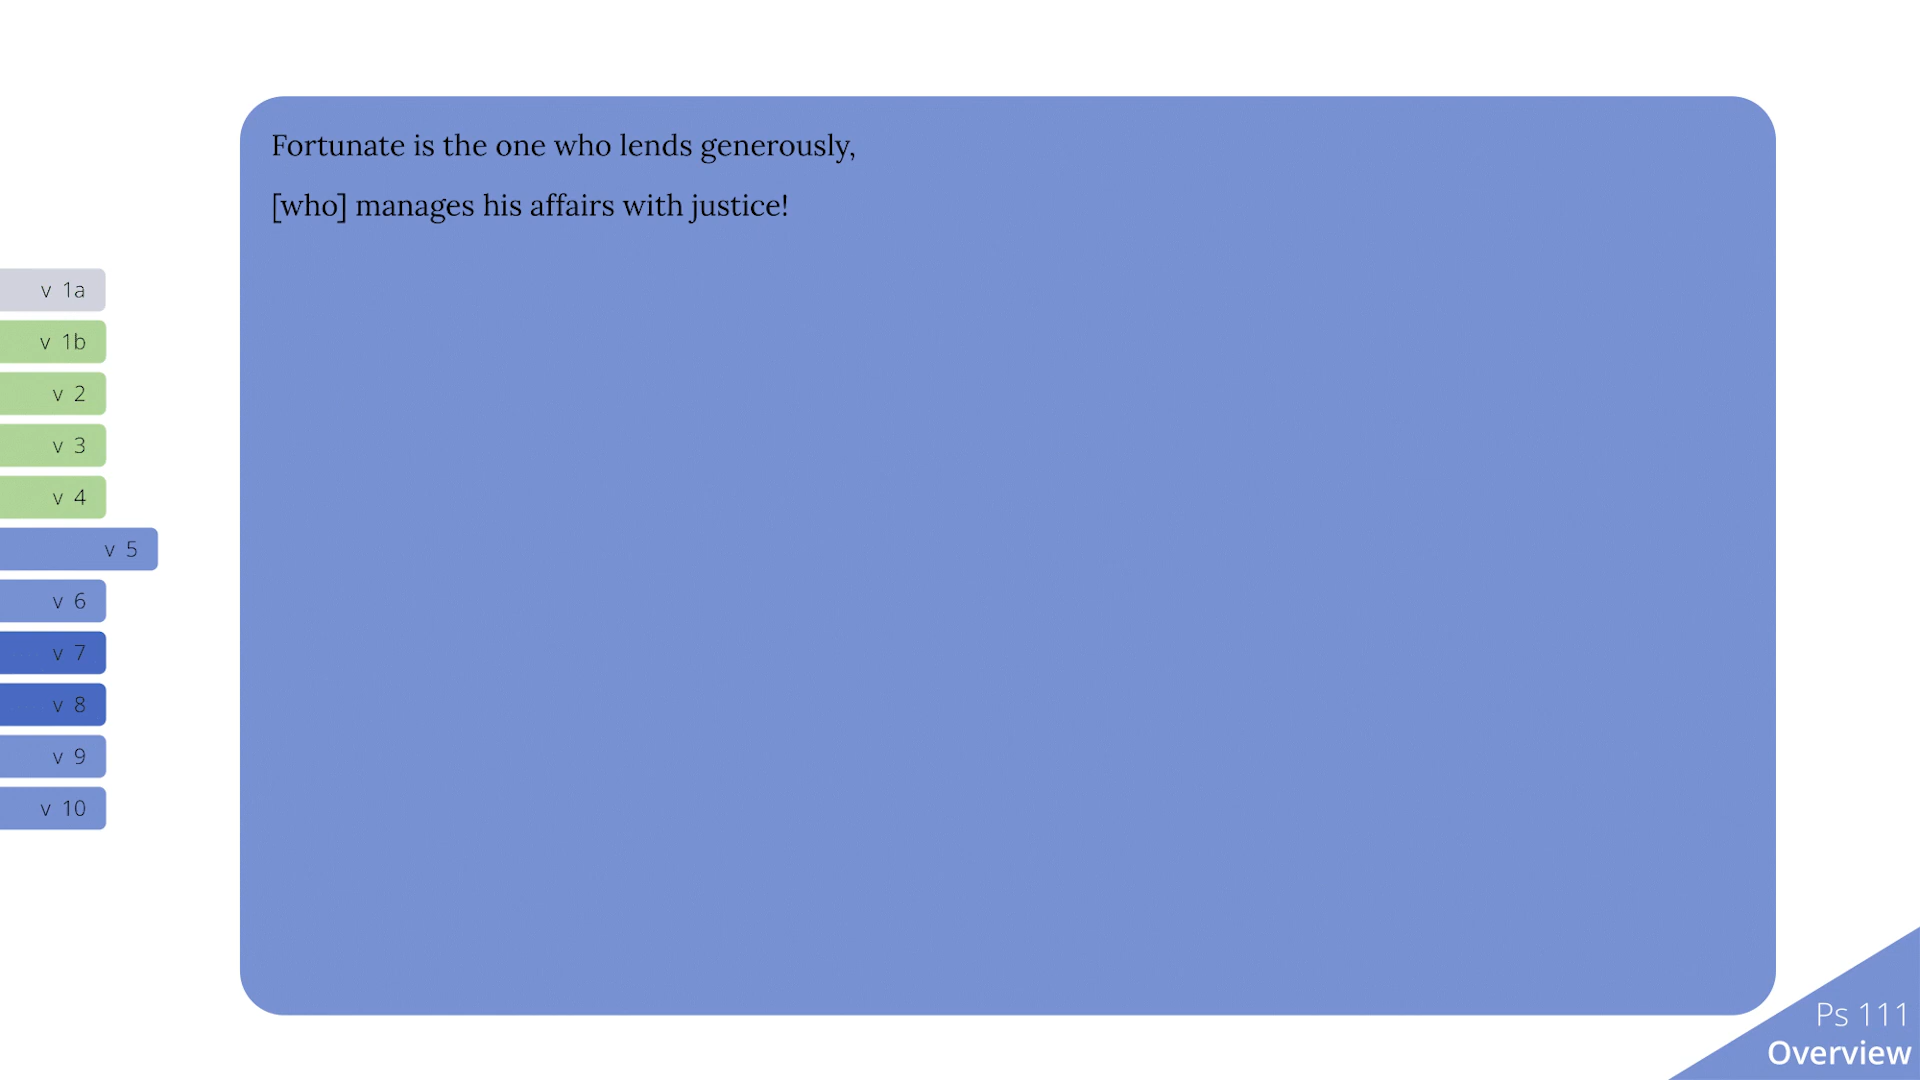 Fortunate is the one who lends generously,
[who] manages his affairs with justice!
v 1a
v 1b
v 2
v 3
v 4
v 5
v 6
v 7
v 8
v 9
v 10
Ps 111
Overview